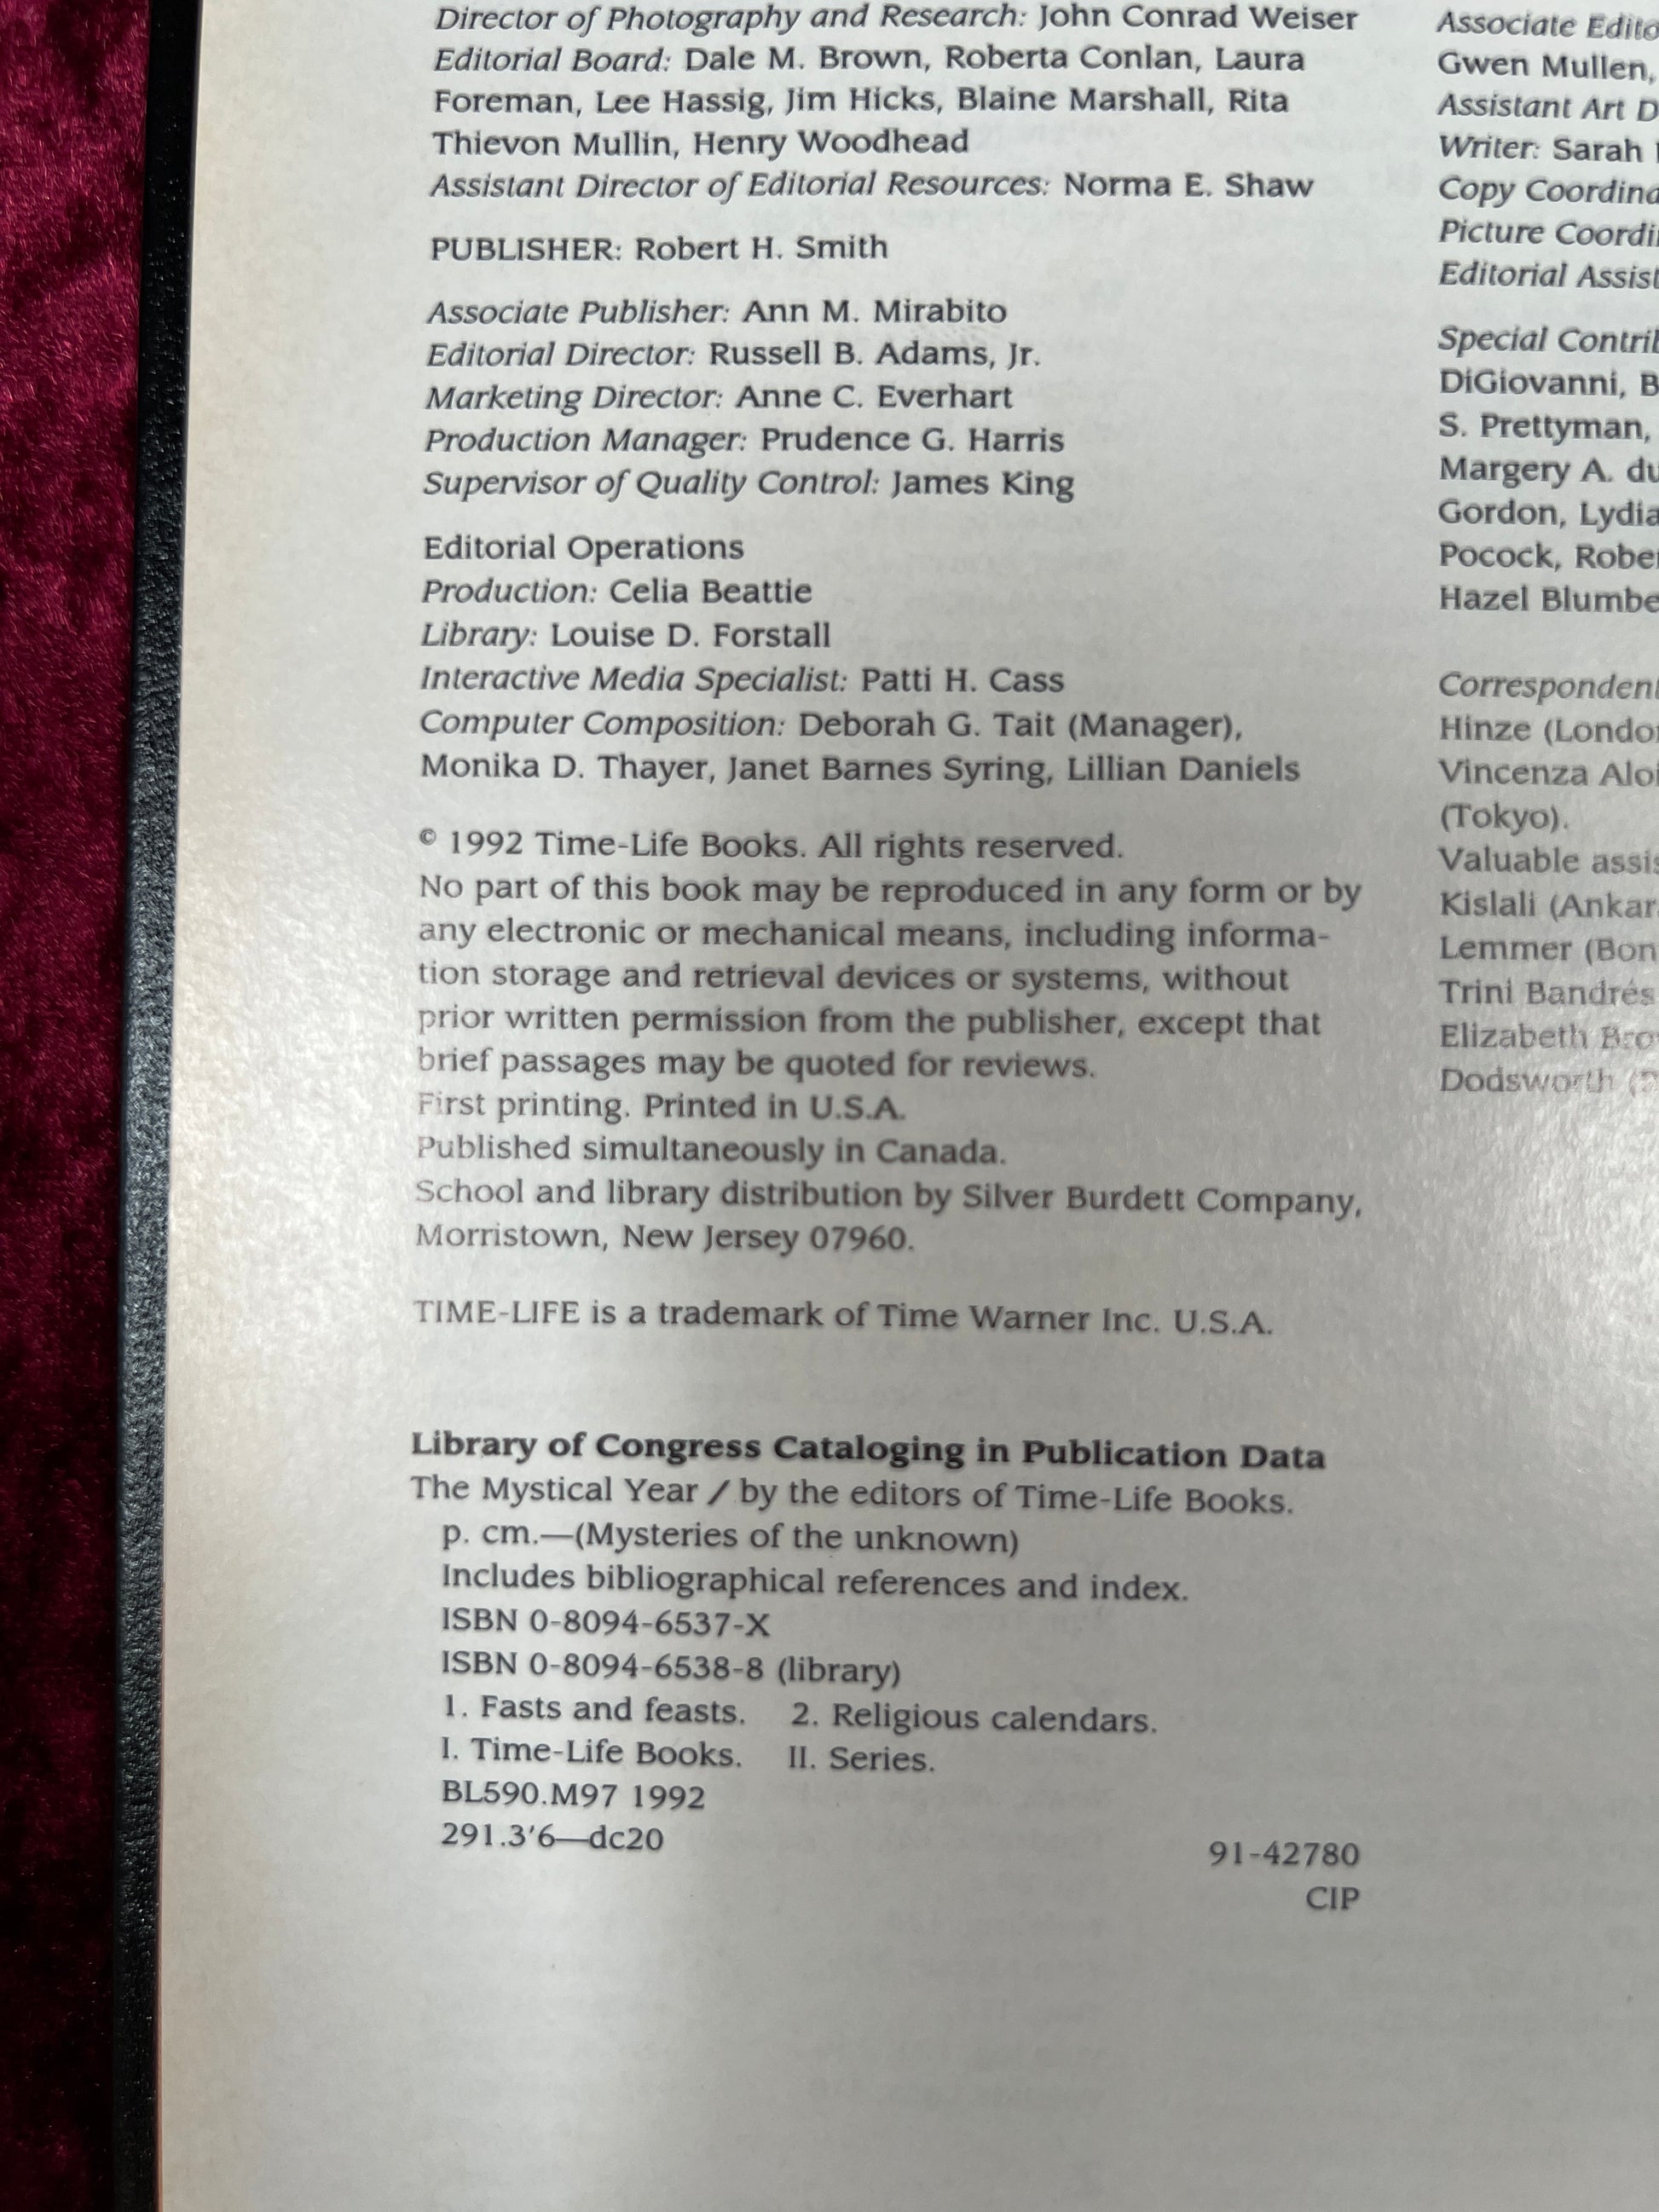 Director of Photography and Research: John Conrad Weiser
Editorial Board: Dale M. Brown, Roberta Conlan, Laura
Foreman, Lee Hassig, Jim Hicks, Blaine Marshall, Rita
Thievon Mullin, Henry Woodhead
Assistant Director of Editorial Resources: Norma E. Shaw
PUBLISHER: Robert H. Smith
Associate Publisher: Ann M. Mirabito
Editorial Director: Russell B. Adams, Jr.
Marketing Director: Anne C. Everhart
Production Manager: Prudence G. Harris
Supervisor of Quality Control: James King
Editorial Operations
Production: Celia Beattie
Library: Louise D. Forstall
Interactive Media Specialist: Patti H. Cass
Computer Composition: Deborah G. Tait (Manager),
Monika D. Thayer, Janet Barnes Syring, Lillian Daniels
© 1992 Time-Life Books. All rights reserved.
No part of this book may be reproduced in any form or by
any electronic or mechanical means, including informa-
tion storage and retrieval devices or systems, without
prior written permission from the publisher, except that
brief passages may be quoted for reviews.
First printing. Printed in U.S.A.
Published simultaneously in Canada.
School and library distribution by Silver Burdett Company,
Morristown, New Jersey 07960.
TIME-LIFE is a trademark of Time Warner Inc. U.S.A.
Library of Congress Cataloging in Publication Data
The Mystical Year / by the editors of Time-Life Books.
p. cm.—(Mysteries of the unknown)
Includes bibliographical references and index.
ISBN 0-8094-6537-X
ISBN 0-8094-6538-8 (library)
1. Fasts and feasts. 2. Religious calendars.
I. Time-Life Books. II. Series.
BL590.M97 1992
291.3'6—dc20
91-42780
CIP
Associate
Gwen Mullen,
Assistant Art
Writer: Sarah
Copy
Picture
Editorial
Special
DiGiovanni,
S. Prettyman,
Margery A.
Gordon, Lydia
Pocock,
Hazel
Hinze
Vincenza
(Tokyo).
Valuable
Kislali
Lemmer
Trini Bandrés
Elizabeth
Dodsworth